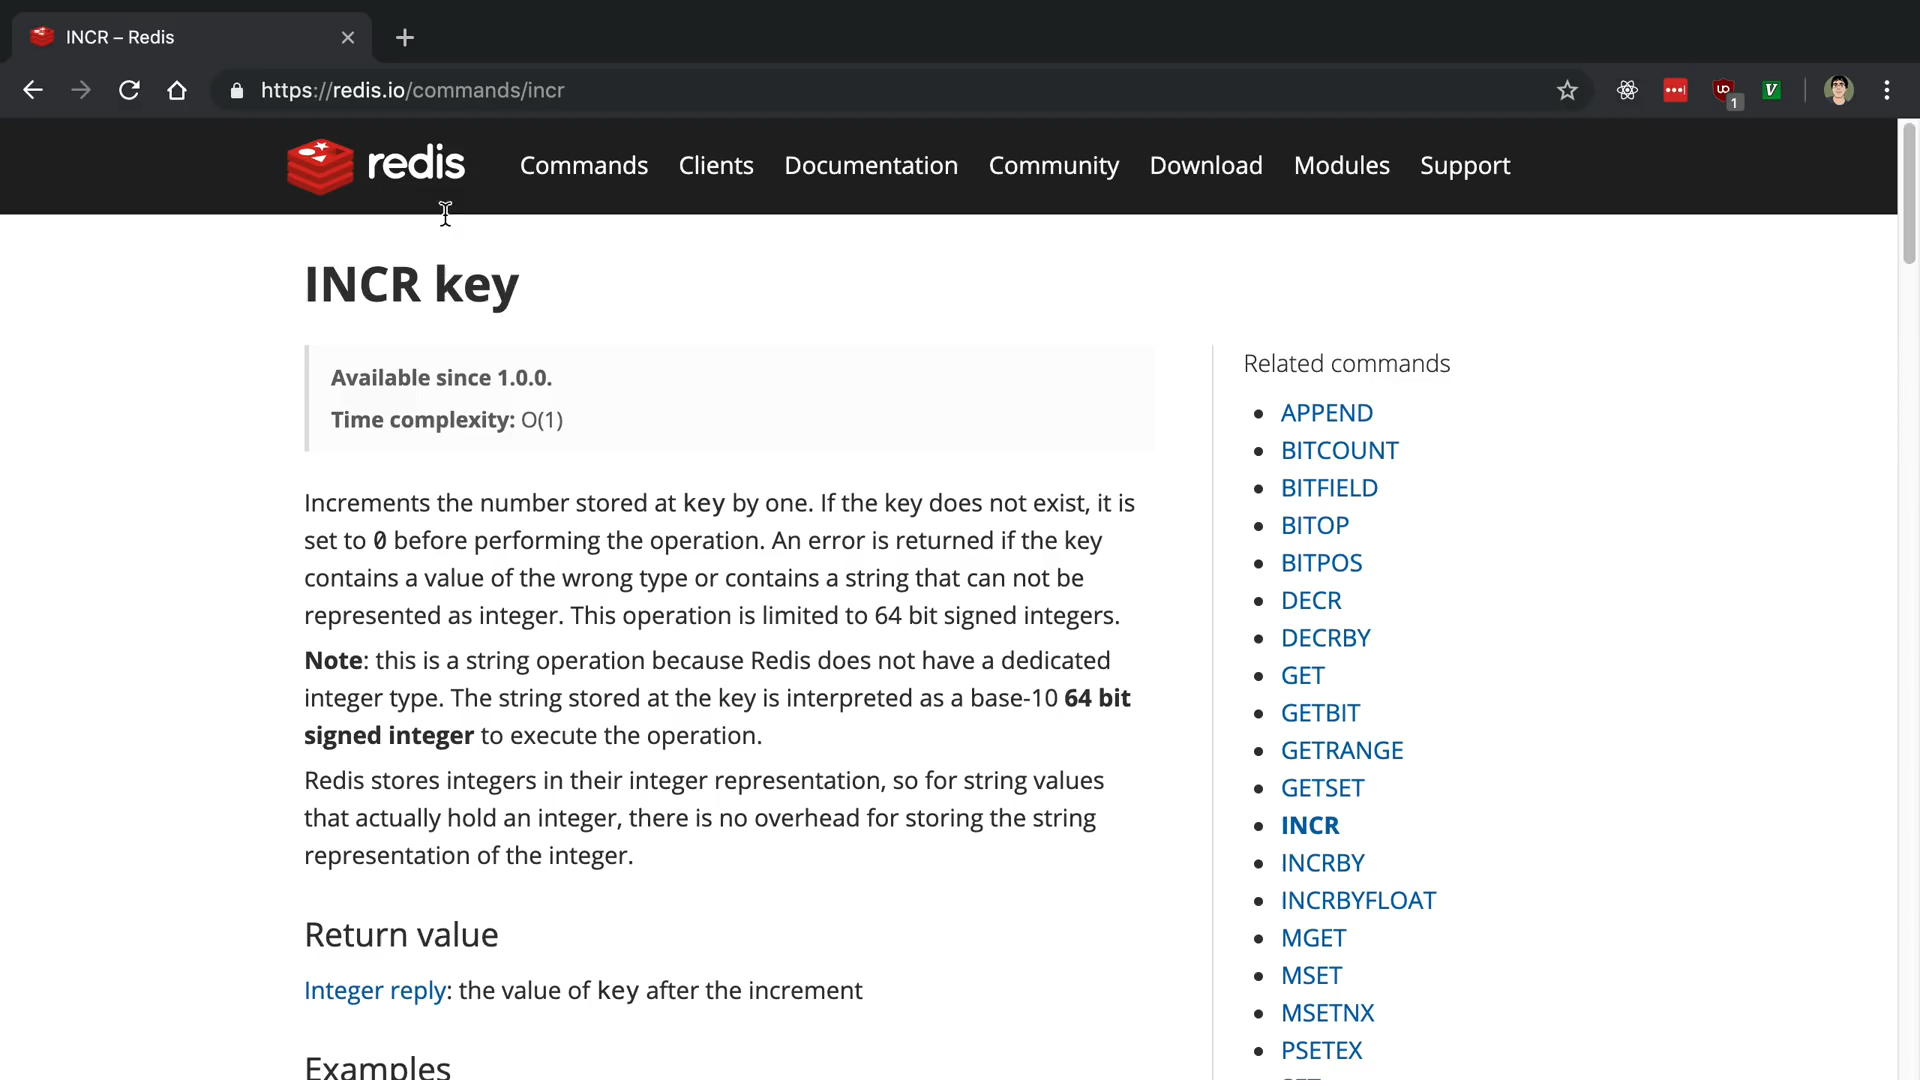 INCR – Redis
https://redis.io/commands/incr
1
redis
Commands Clients Documentation Community Download Modules Support
INCR key
Available since 1.0.0.
Time complexity: O(1)
Increments the number stored at key by one. If the key does not exist, it is
set to 0 before performing the operation. An error is returned if the key
contains a value of the wrong type or contains a string that can not be
represented as integer. This operation is limited to 64 bit signed integers.
Note: this is a string operation because Redis does not have a dedicated
integer type. The string stored at the key is interpreted as a base-10 64 bit
signed integer to execute the operation.
Redis stores integers in their integer representation, so for string values
that actually hold an integer, there is no overhead for storing the string
representation of the integer.
Return value
Integer reply: the value of key after the increment
Examples
Related commands
APPEND
BITCOUNT
BITFIELD
BITOP
BITPOS
DECR
DECRBY
GET
GETBIT
GETRANGE
GETSET
INCR
INCRBY
INCRBYFLOAT
MGET
MSET
MSETNX
PSETEX